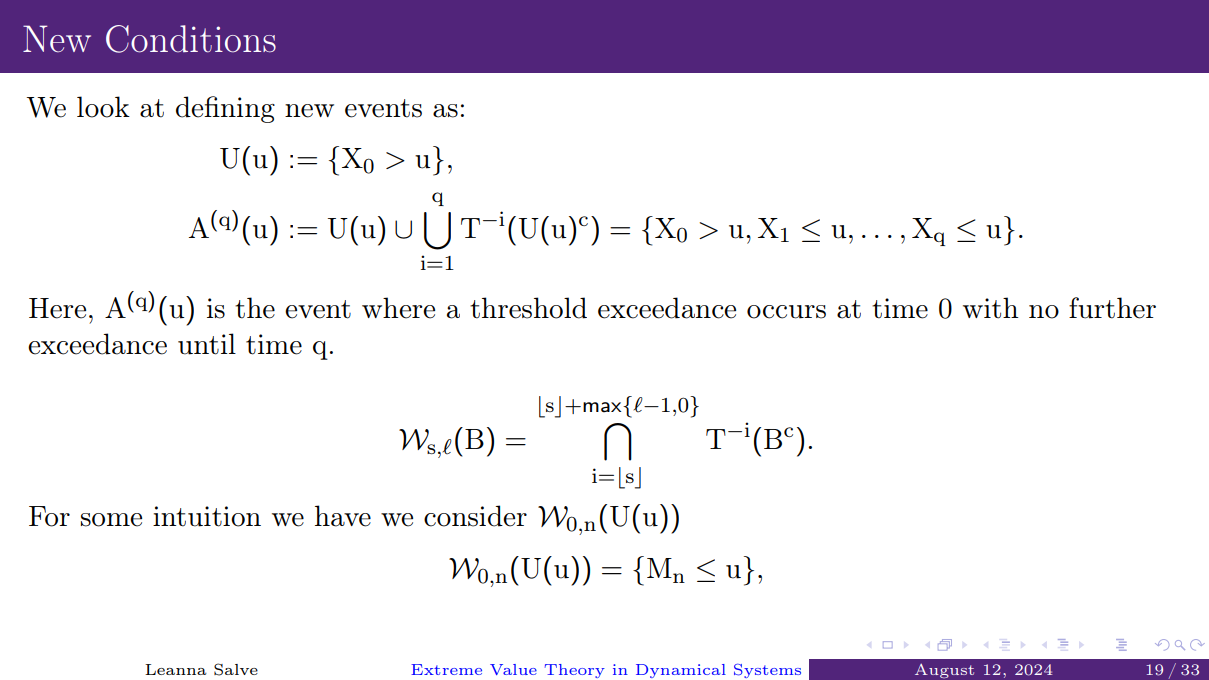 New Conditions
We look at defining new events as:
U(u) := {X₀ > u},
A⁽q⁾(u) := U(u) ∪ ⋃_{i=1}^{q} T⁻ⁱ(U(u)ᶜ) = {X₀ > u, X₁ ≤ u, . . . , X_q ≤ u}.
Here, A⁽q⁾(u) is the event where a threshold exceedance occurs at time 0 with no further
exceedance until time q.
𝒲_{s,ℓ}(B) = ⋂_{i=⌊s⌋}^{⌊s⌋+max{ℓ−1,0}} T⁻ⁱ(Bᶜ).
For some intuition we have we consider 𝒲_{0,n}(U(u))
𝒲_{0,n}(U(u)) = {M_n ≤ u},
Leanna Salve
Extreme Value Theory in Dynamical Systems
August 12, 2024
19 / 33